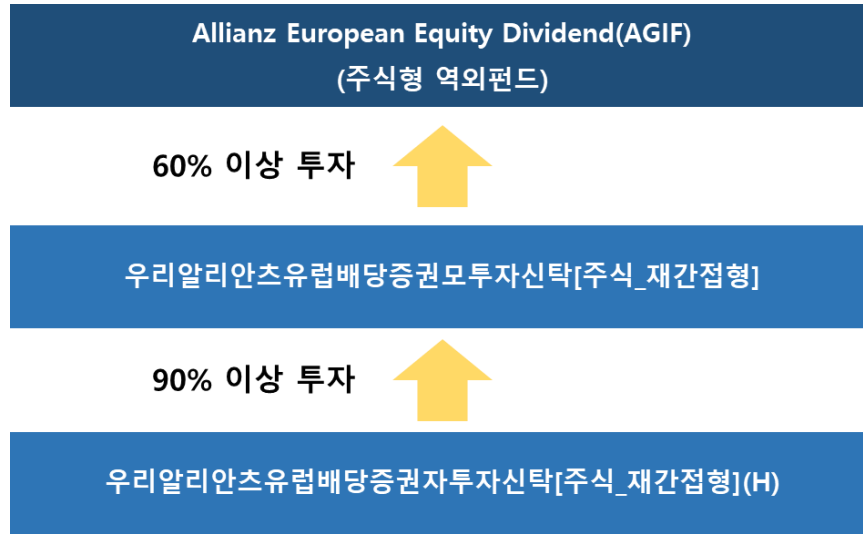 Allianz European Equity Dividend(AGIF)
(주식형 역외펀드)
60% 이상 투자
우리알리안츠유럽배당증권모투자신탁[주식_재간접형]
90% 이상 투자
우리알리안츠유럽배당증권자투자신탁[주식_재간접형](H)